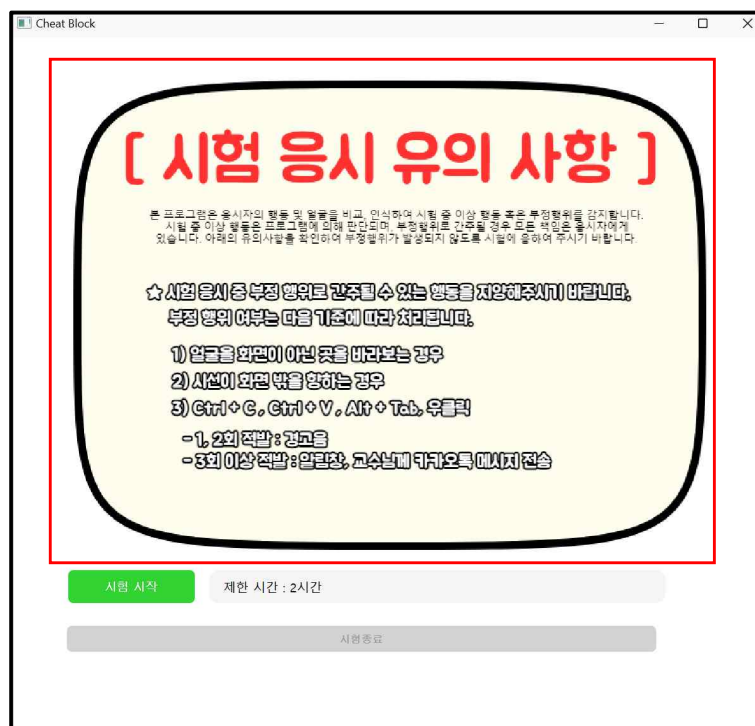 Cheat Block
[ 시험 응시 유의 사항 ]
본 프로그램은 응시자의 행동 및 얼굴을 비교, 인식하여 시험 중 이상 행동 혹은 부정행위를 감지합니다.
시험 중 이상 행동은 프로그램에 의해 판단되며, 부정행위로 간주될 경우 모든 책임은 응시자에게
있습니다. 아래의 유의사항을 확인하여 부정행위가 발생되지 않도록 시험에 응하여 주시기 바랍니다.
★ 시험 응시 중 부정 행위로 간주될 수 있는 행동을 지양해주시기 바랍니다.
부정 행위 여부는 다음 기준에 따라 처리됩니다.
1) 얼굴을 화면이 아닌 곳을 바라보는 경우
2) 시선이 화면 밖을 향하는 경우
3) Ctrl + C , Ctrl + V , Alt + Tab, 우클릭
- 1, 2회 적발 : 경고음
- 3회 이상 적발 : 알림창, 교수님께 카카오톡 메시지 전송
시험 시작
제한 시간 : 2시간
시험종료